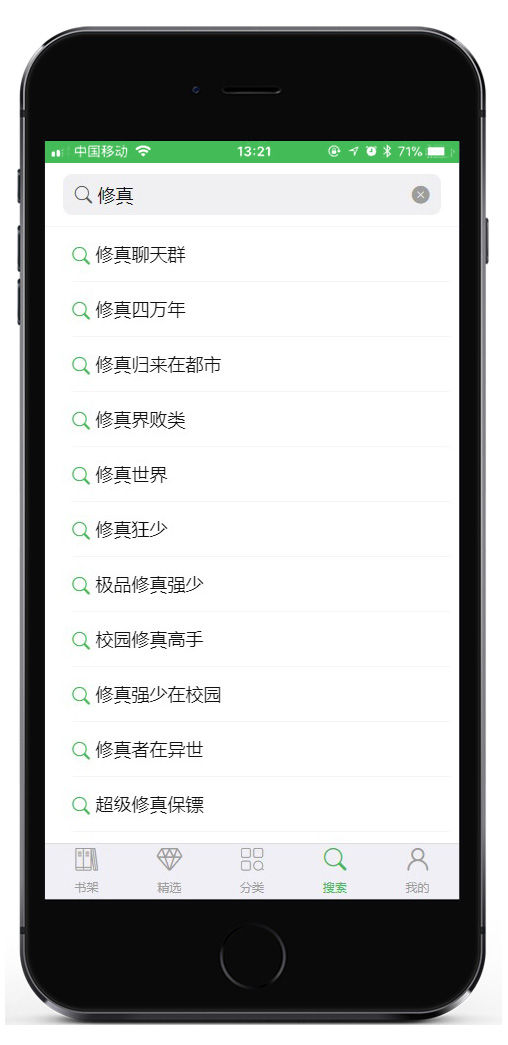 中国移动 13:21 71%
修真
修真聊天群
修真四万年
修真归来在都市
修真界败类
修真世界
修真狂少
极品修真强少
校园修真高手
修真强少在校园
修真者在异世
超级修真保镖
书架 精选 分类 搜索 我的